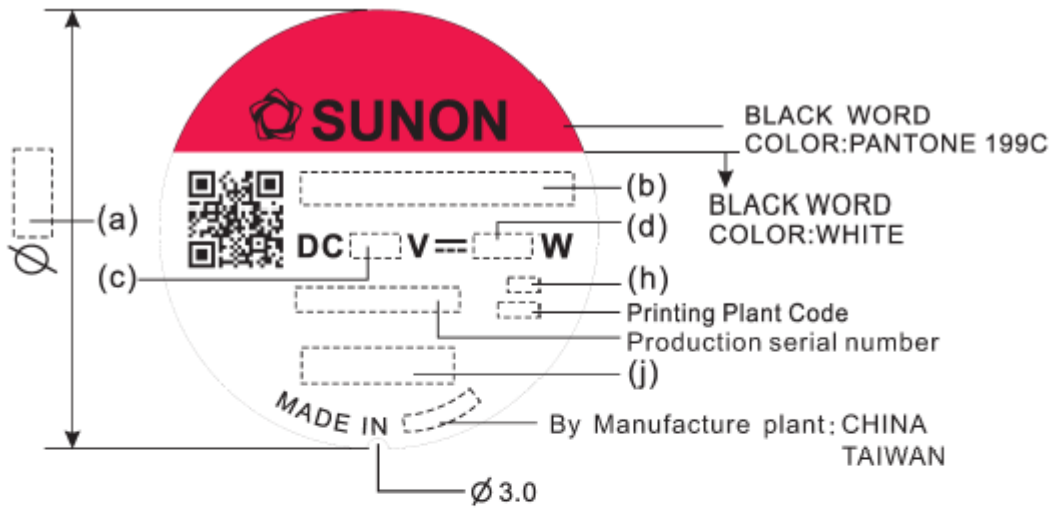 SUNON
BLACK WORD
COLOR:PANTONE 199C
(a)
(b)
BLACK WORD
COLOR:WHITE
(d)
DC V W
Ø
(c)
(h)
Printing Plant Code
Production serial number
(j)
MADE IN
By Manufacture plant: CHINA
TAIWAN
Ø 3.0